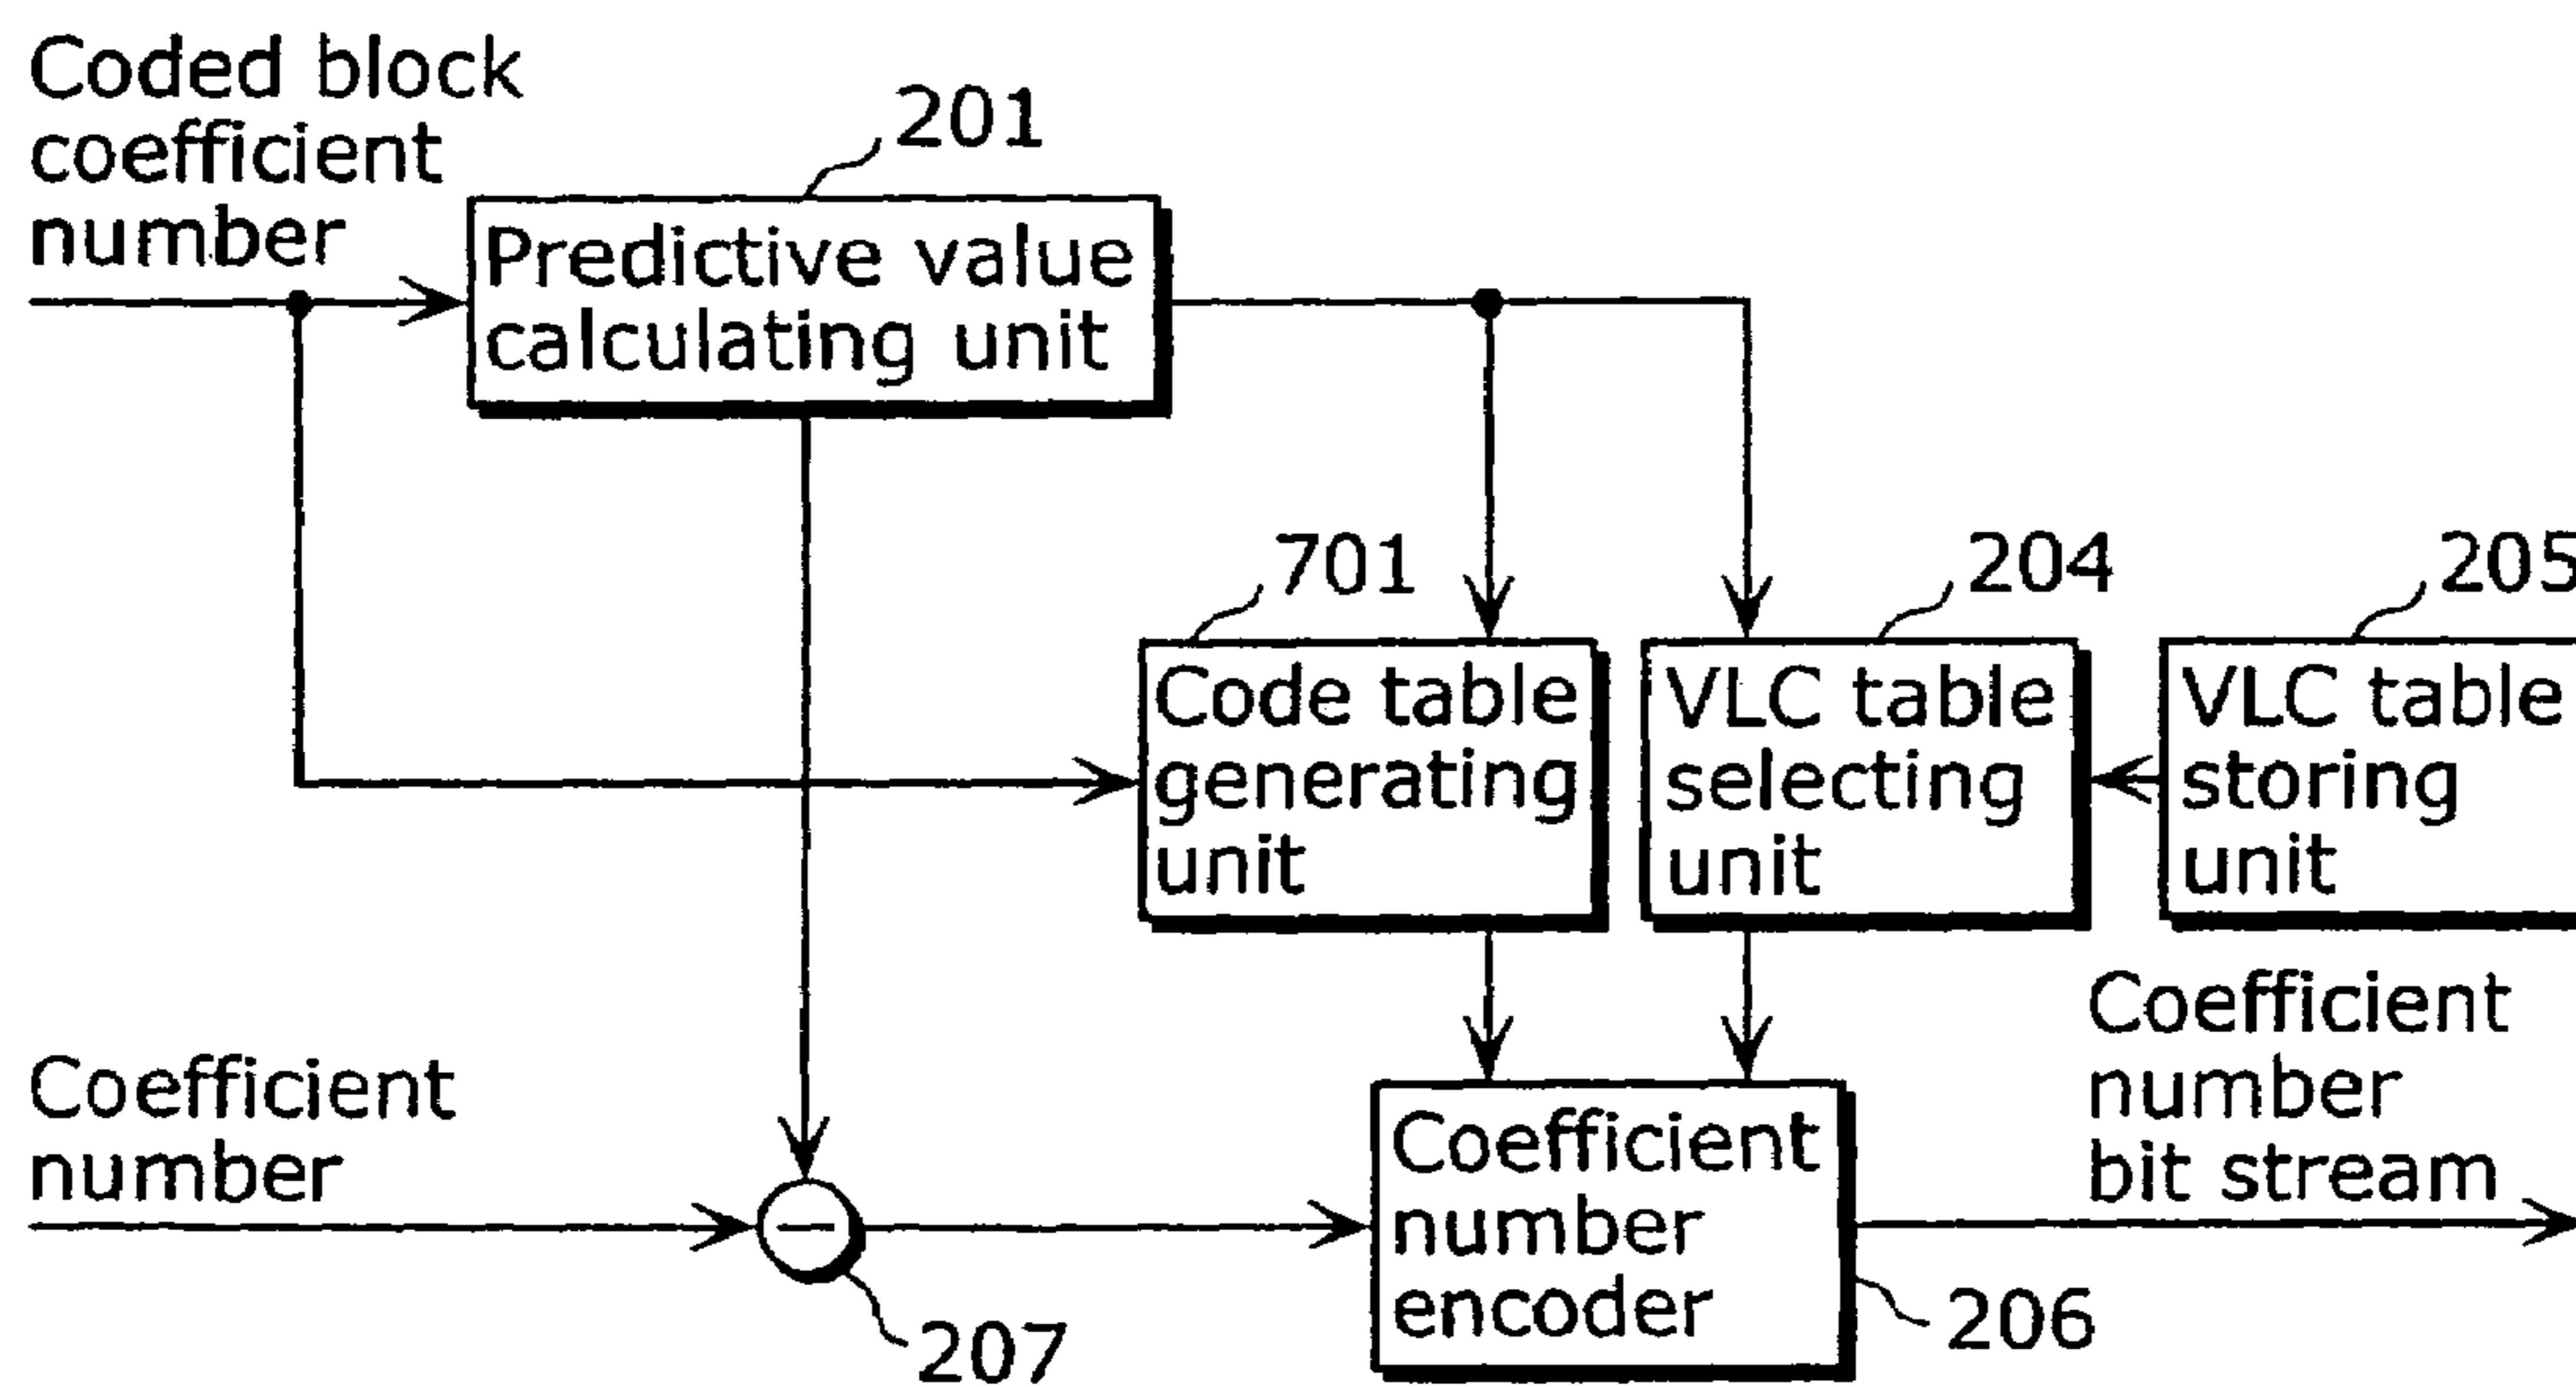 Coded block
coefficient
number
201
Predictive value
calculating unit
701
204
205
Code table
generating
unit
VLC table
selecting
unit
VLC table
storing
unit
Coefficient
number
Coefficient
number
encoder
Coefficient
number
bit stream
207
206